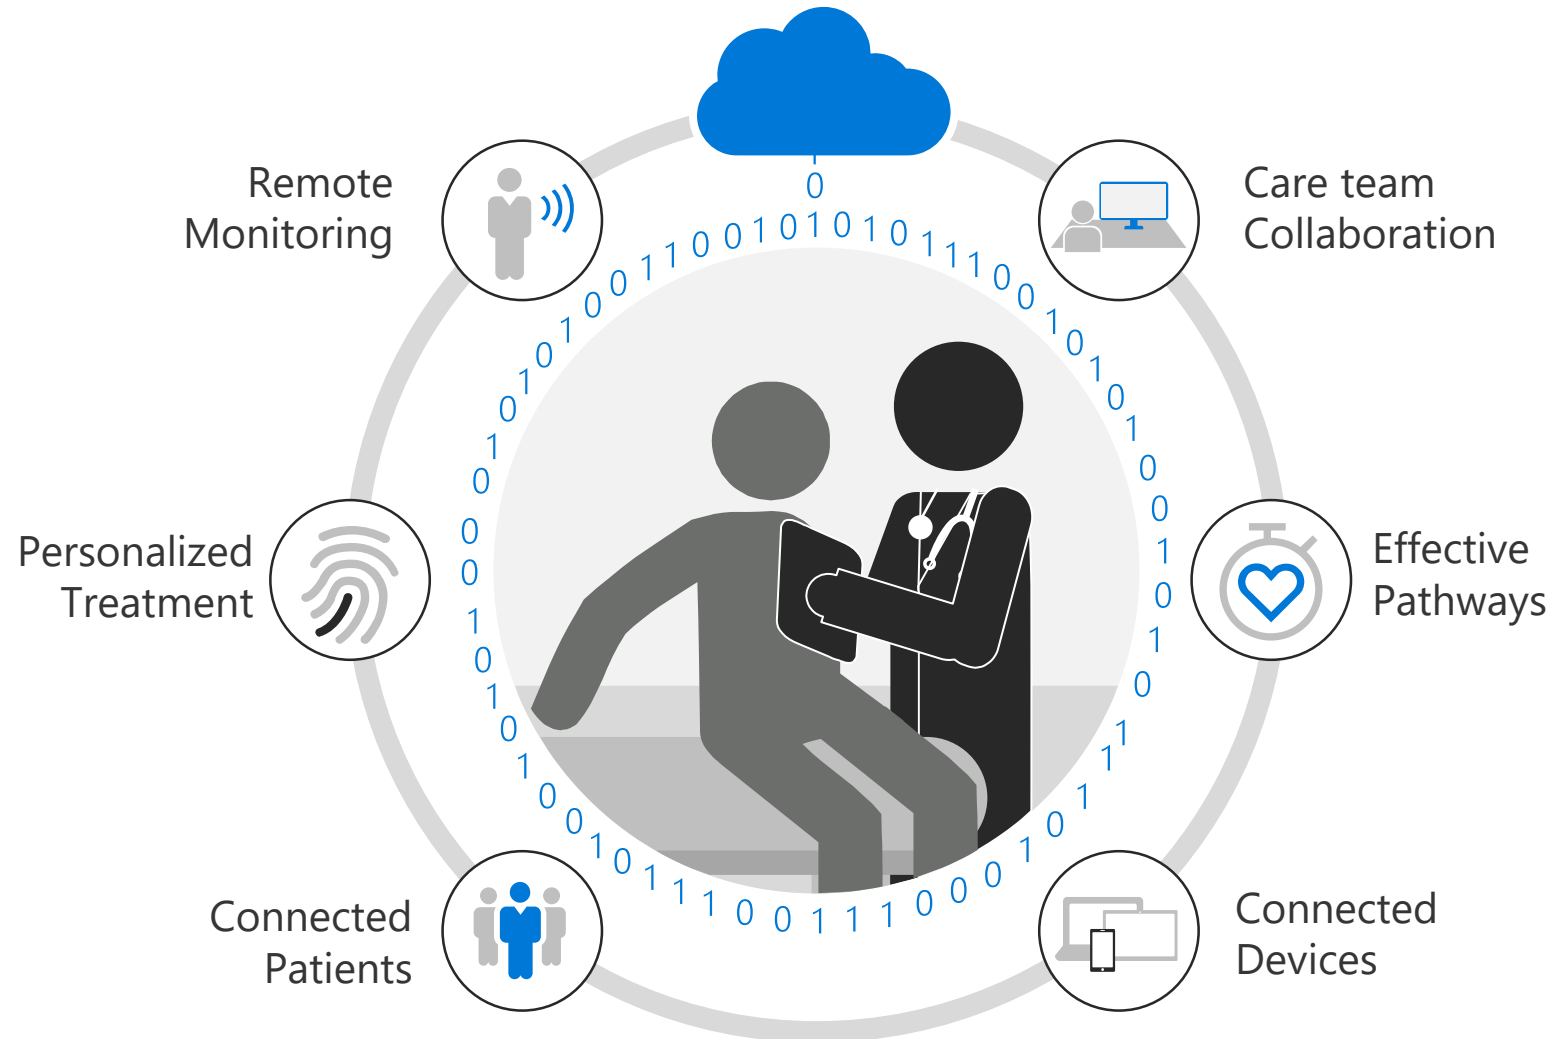 Remote
Monitoring
Care team
Collaboration
Personalized
Treatment
Effective
Pathways
Connected
Patients
Connected
Devices